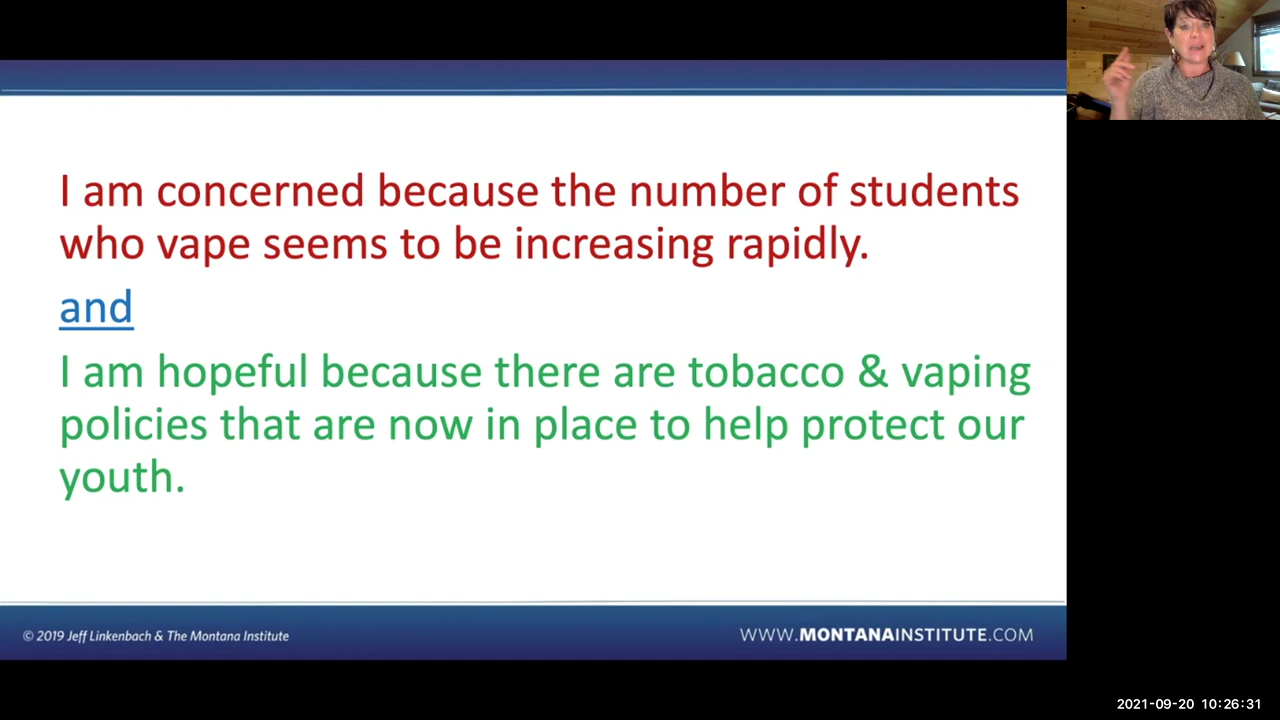 I am concerned because the number of students
who vape seems to be increasing rapidly.
and
I am hopeful because there are tobacco & vaping
policies that are now in place to help protect our
youth.
© 2019 Jeff Linkenbach & The Montana Institute
WWW.MONTANAINSTITUTE.COM
2021-09-20 10:26:31